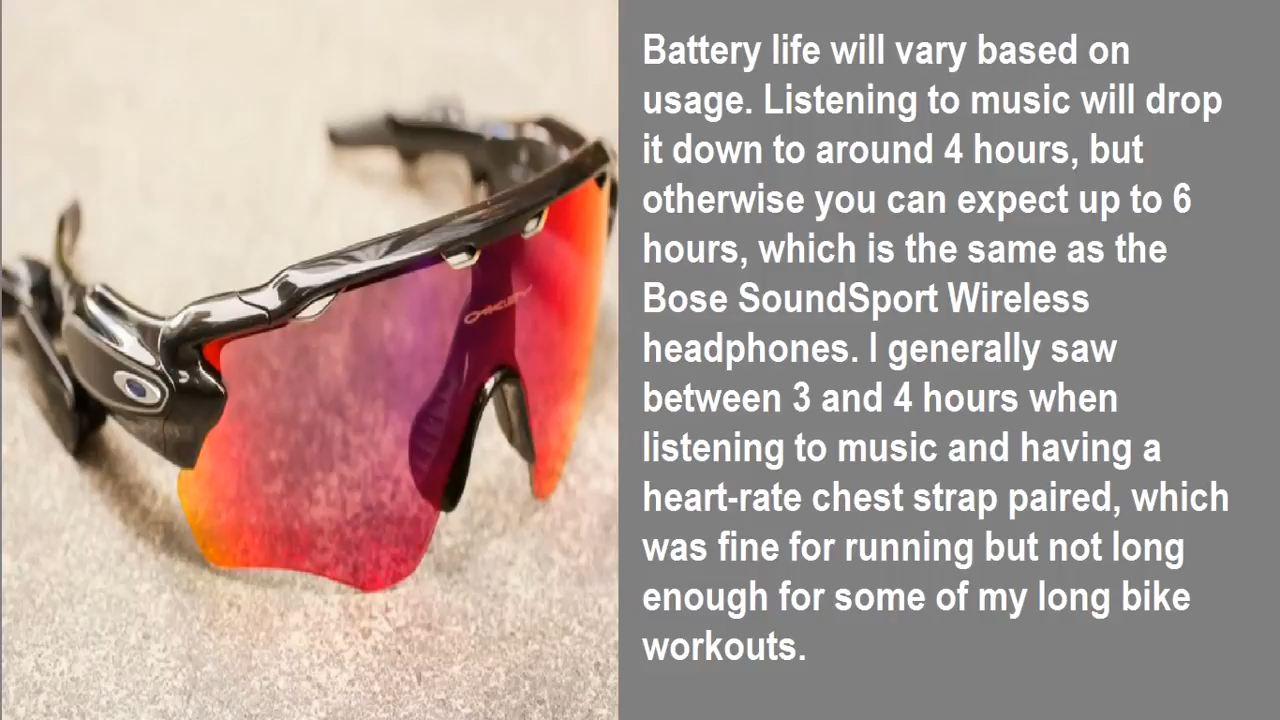 OAKLEY
Battery life will vary based on
usage. Listening to music will drop
it down to around 4 hours, but
otherwise you can expect up to 6
hours, which is the same as the
Bose SoundSport Wireless
headphones. I generally saw
between 3 and 4 hours when
listening to music and having a
heart-rate chest strap paired, which
was fine for running but not long
enough for some of my long bike
workouts.